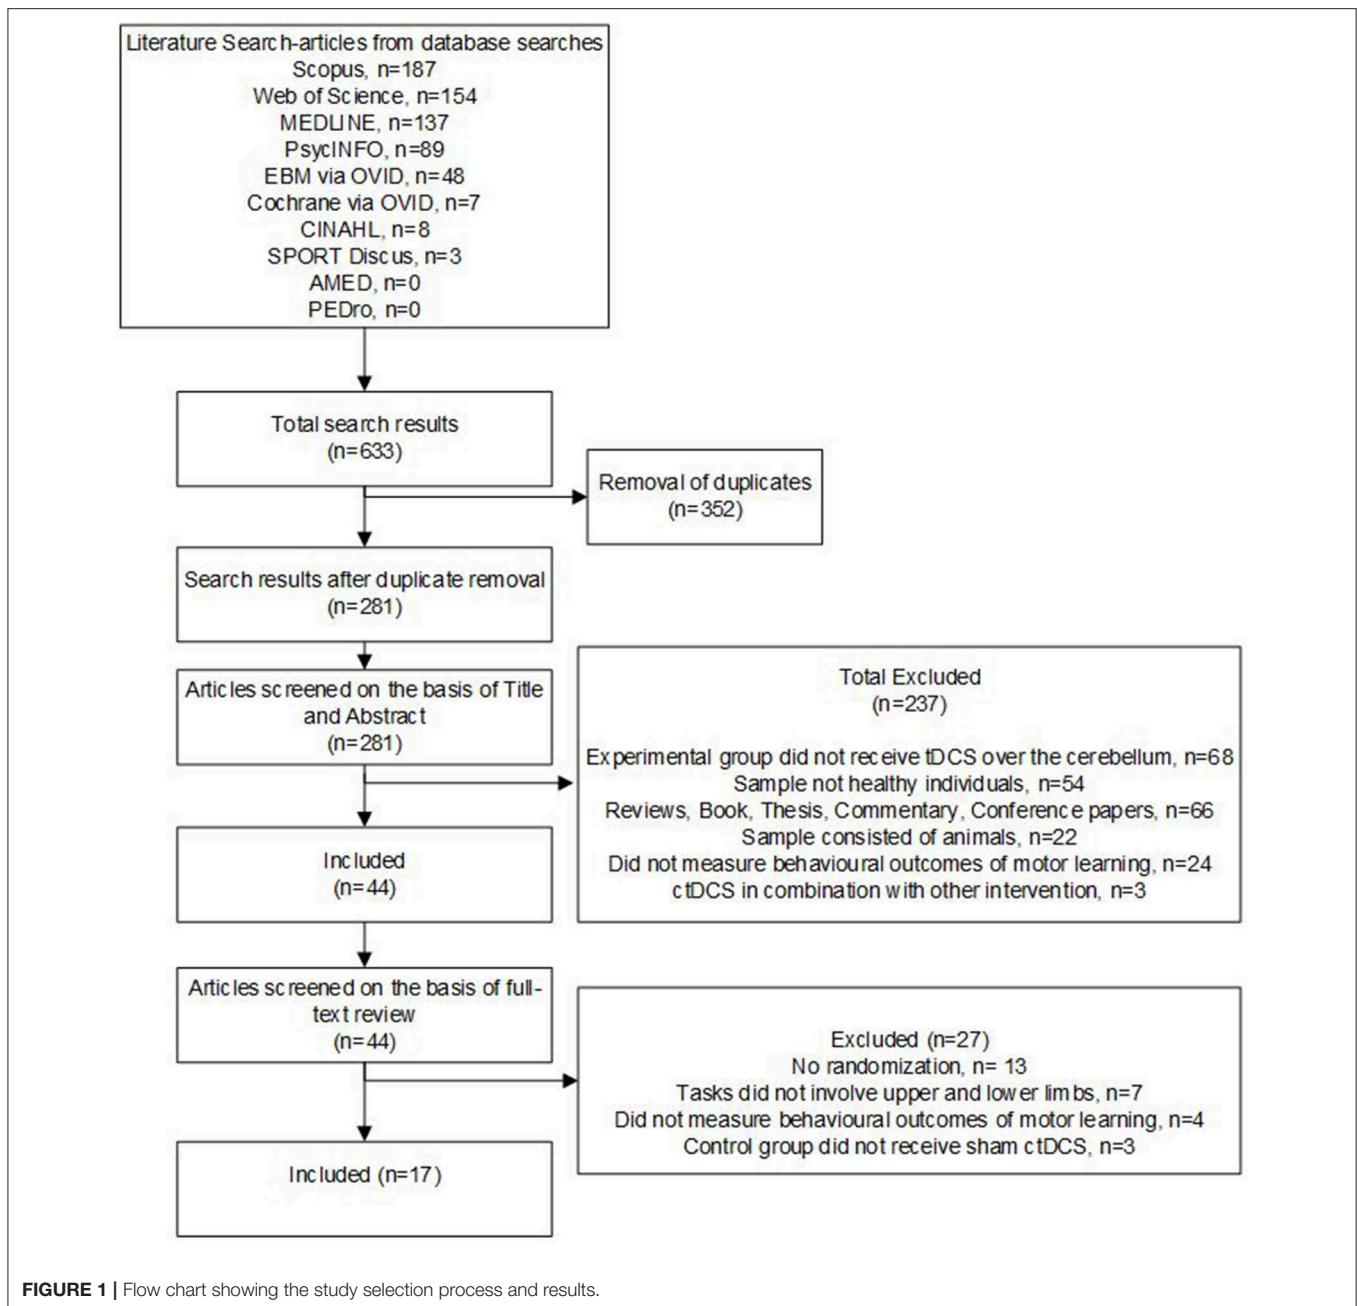 Literature Search-articles from database searches
Scopus, n=187
Web of Science, n=154
MEDLINE, n=137
PsycINFO, n=89
EBM via OVID, n=48
Cochrane via OVID, n=7
CINAHL, n=8
SPORT Discus, n=3
AMED, n=0
PEDro, n=0
Total search results
(n=633)
Removal of duplicates
(n=352)
Search results after duplicate removal
(n=281)
Articles screened on the basis of Title
and Abstract
(n=281)
Total Excluded
(n=237)
Experimental group did not receive tDCS over the cerebellum, n=68
Sample not healthy individuals, n=54
Reviews, Book, Thesis, Commentary, Conference papers, n=66
Sample consisted of animals, n=22
Did not measure behavioural outcomes of motor learning, n=24
ctDCS in combination with other intervention, n=3
Included
(n=44)
Articles screened on the basis of full-
text review
(n=44)
Excluded (n=27)
No randomization, n= 13
Tasks did not involve upper and lower limbs, n=7
Did not measure behavioural outcomes of motor learning, n=4
Control group did not receive sham ctDCS, n=3
Included (n=17)
FIGURE 1 | Flow chart showing the study selection process and results.